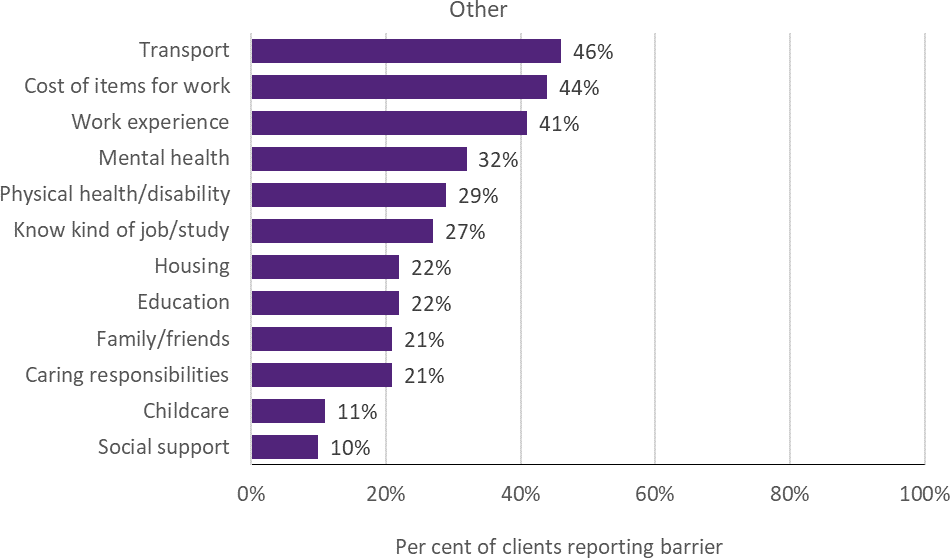 Other
Transport 46%
Cost of items for work 44%
Work experience 41%
Mental health 32%
Physical health/disability 29%
Know kind of job/study 27%
Housing 22%
Education 22%
Family/friends 21%
Caring responsibilities 21%
Childcare 11%
Social support 10%
0% 20% 40% 60% 80% 100%
Per cent of clients reporting barrier